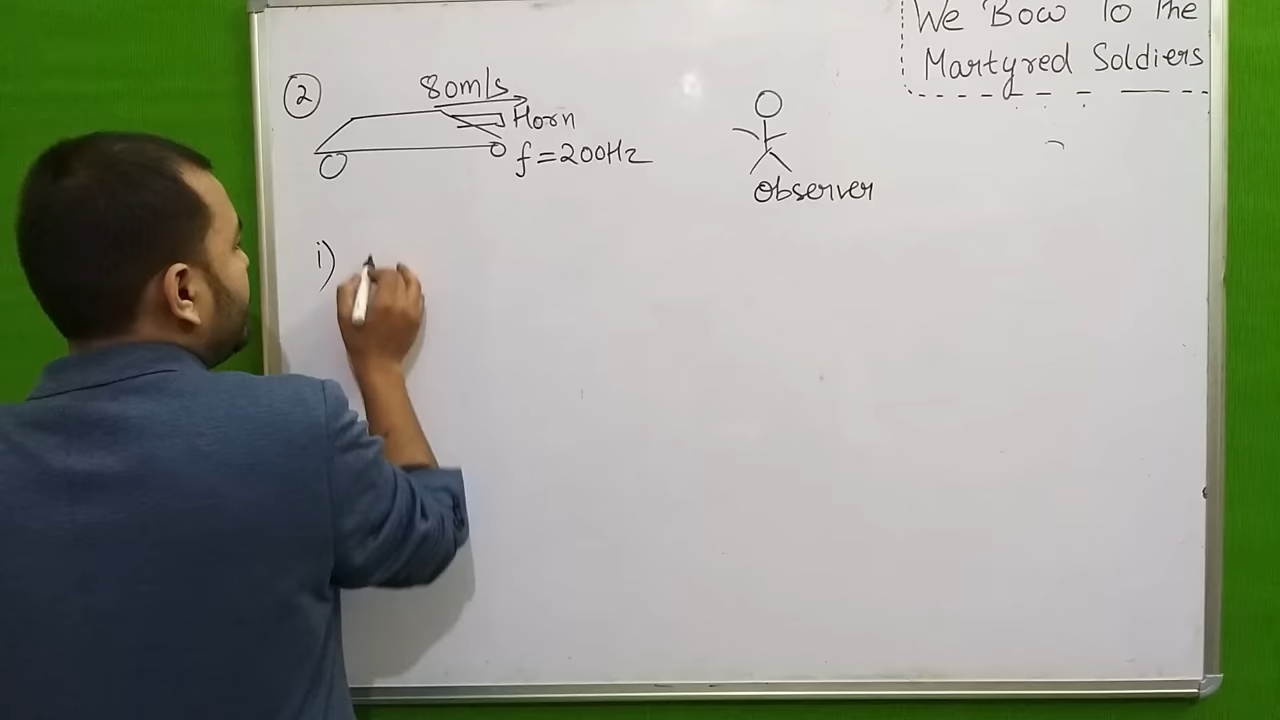 We Bow To The
Martyred Soldiers
2
80m/s
Horn
f=200Hz
Observer
i)